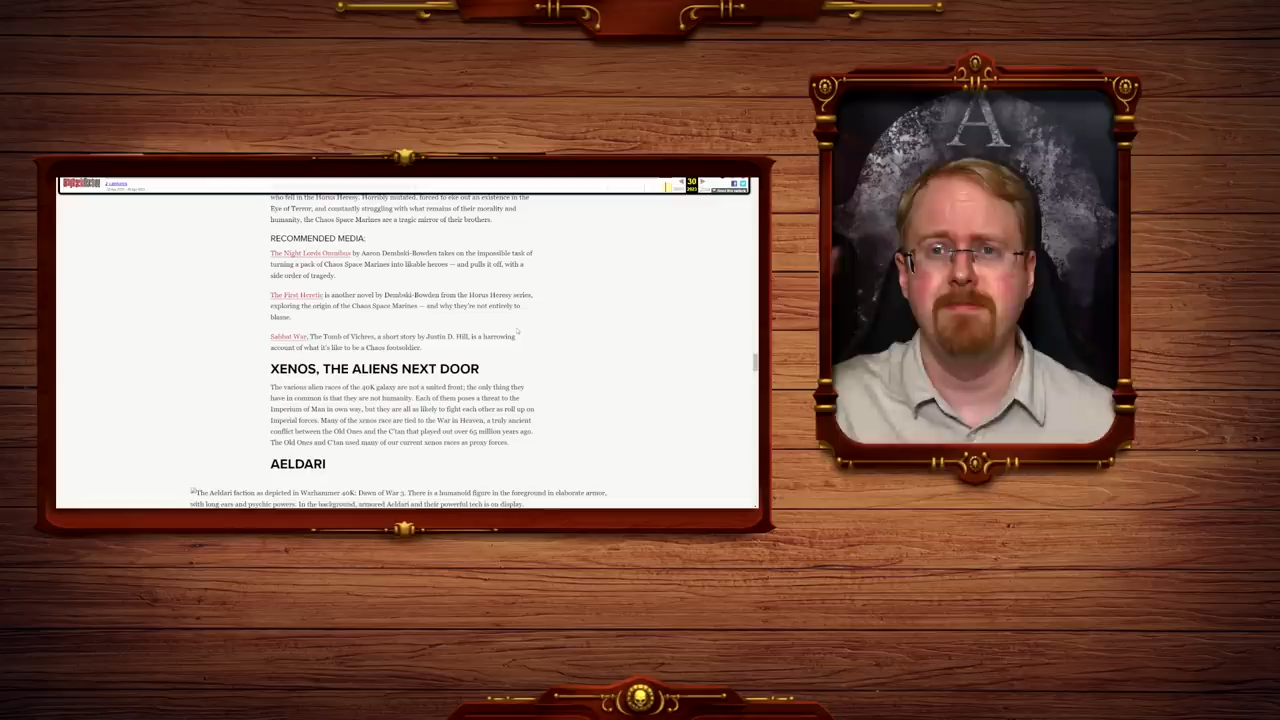 2 captures
30
2023
who fell in the Horus Heresy. Horribly mutated, forced to eke out an existence in the
Eye of Terror, and constantly struggling with what remains of their morality and
humanity, the Chaos Space Marines are a tragic mirror of their brothers.
RECOMMENDED MEDIA:
The Night Lords Omnibus by Aaron Dembski-Bowden takes on the impossible task of
turning a pack of Chaos Space Marines into likable heroes — and pulls it off, with a
side order of tragedy.
The First Heretic is another novel by Dembski-Bowden from the Horus Heresy series,
exploring the origin of the Chaos Space Marines — and why they're not entirely to
blame.
Sabbat War, The Tomb of Vichres, a short story by Justin D. Hill, is a harrowing
account of what it's like to be a Chaos footsoldier.
XENOS, THE ALIENS NEXT DOOR
The various alien races of the 40K galaxy are not a united front; the only thing they
have in common is that they are not humanity. Each of them poses a threat to the
Imperium of Man in own way, but they are all as likely to fight each other as roll up on
Imperial forces. Many of the xenos race are tied to the War in Heaven, a truly ancient
conflict between the Old Ones and the C'tan that played out over 65 million years ago.
The Old Ones and C'tan used many of our current xenos races as proxy forces.
AELDARI
The Aeldari faction as depicted in Warhammer 40K: Dawn of War 3. There is a humanoid figure in the foreground in elaborate armor,
with long ears and psychic powers. In the background, armored Aeldari and their powerful tech is on display.
A